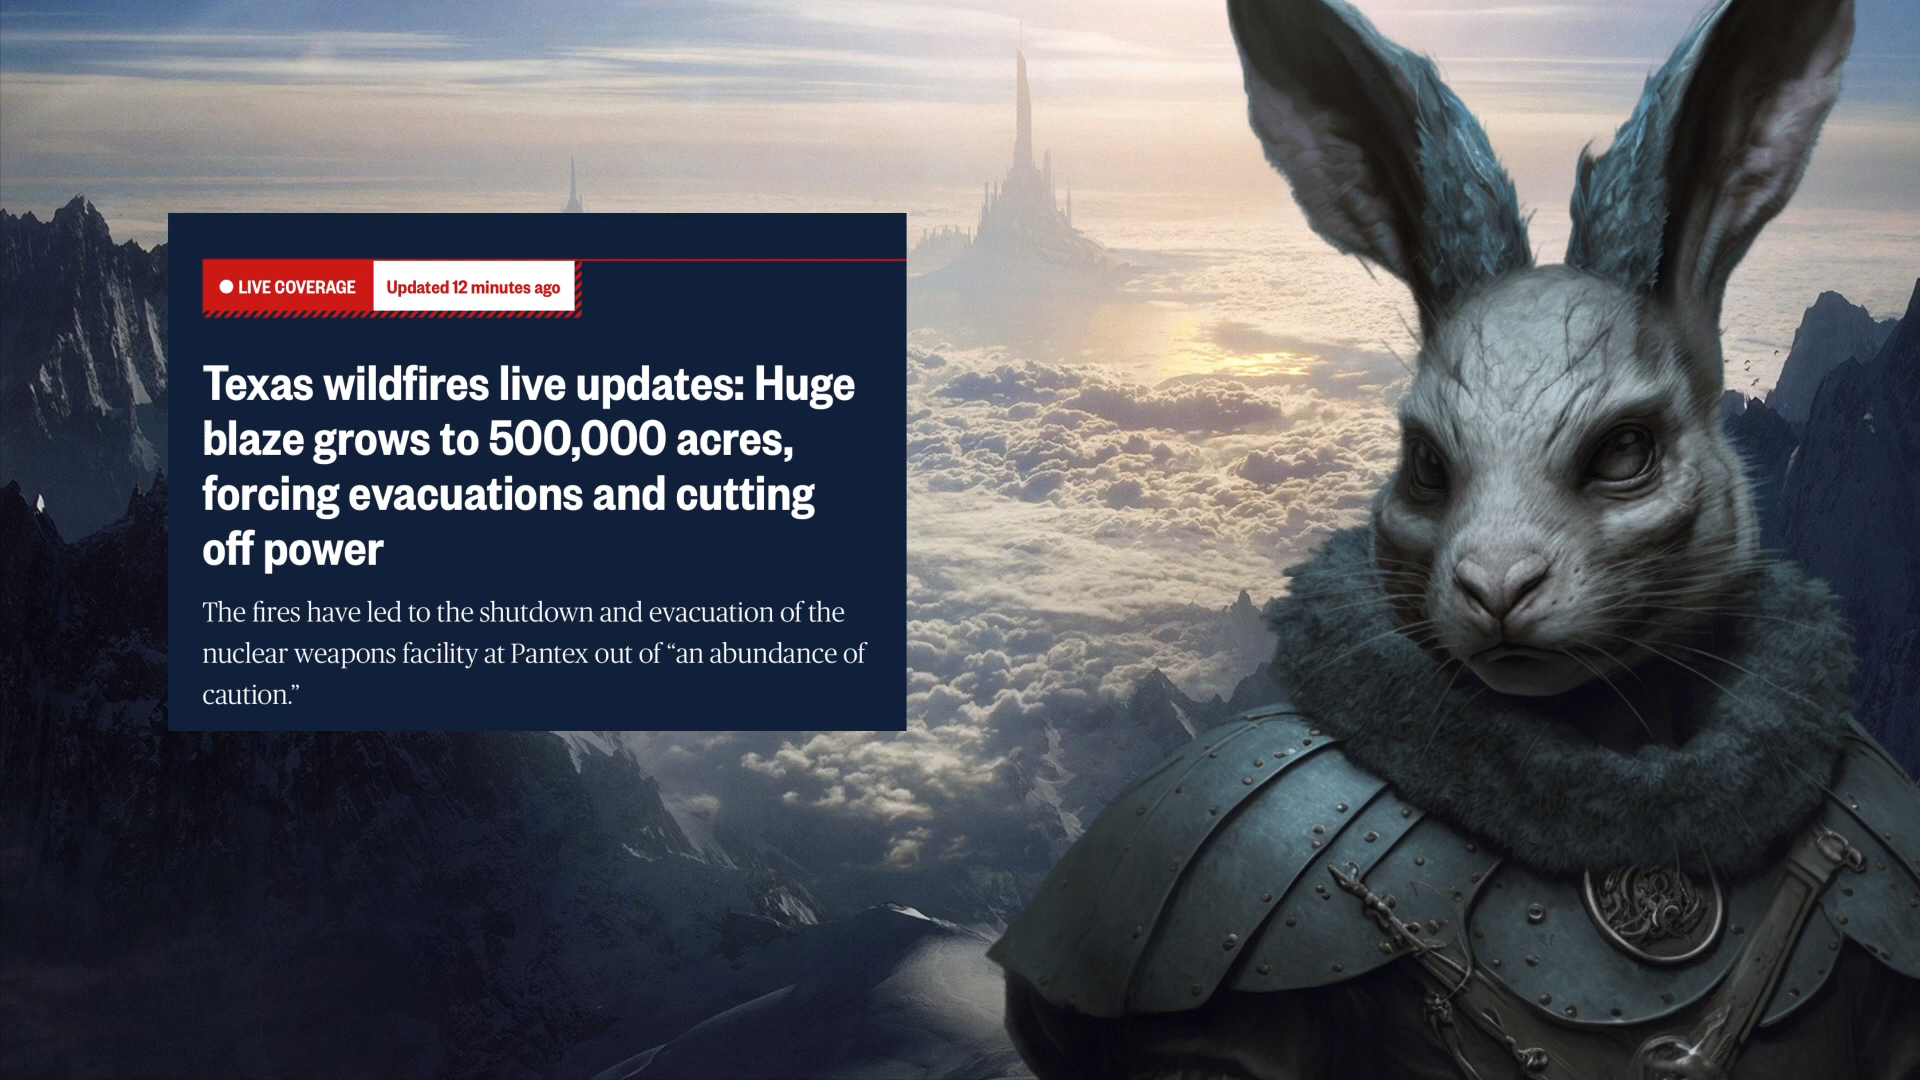 LIVE COVERAGE Updated 12 minutes ago
Texas wildfires live updates: Huge
blaze grows to 500,000 acres,
forcing evacuations and cutting
off power
The fires have led to the shutdown and evacuation of the
nuclear weapons facility at Pantex out of “an abundance of
caution.”